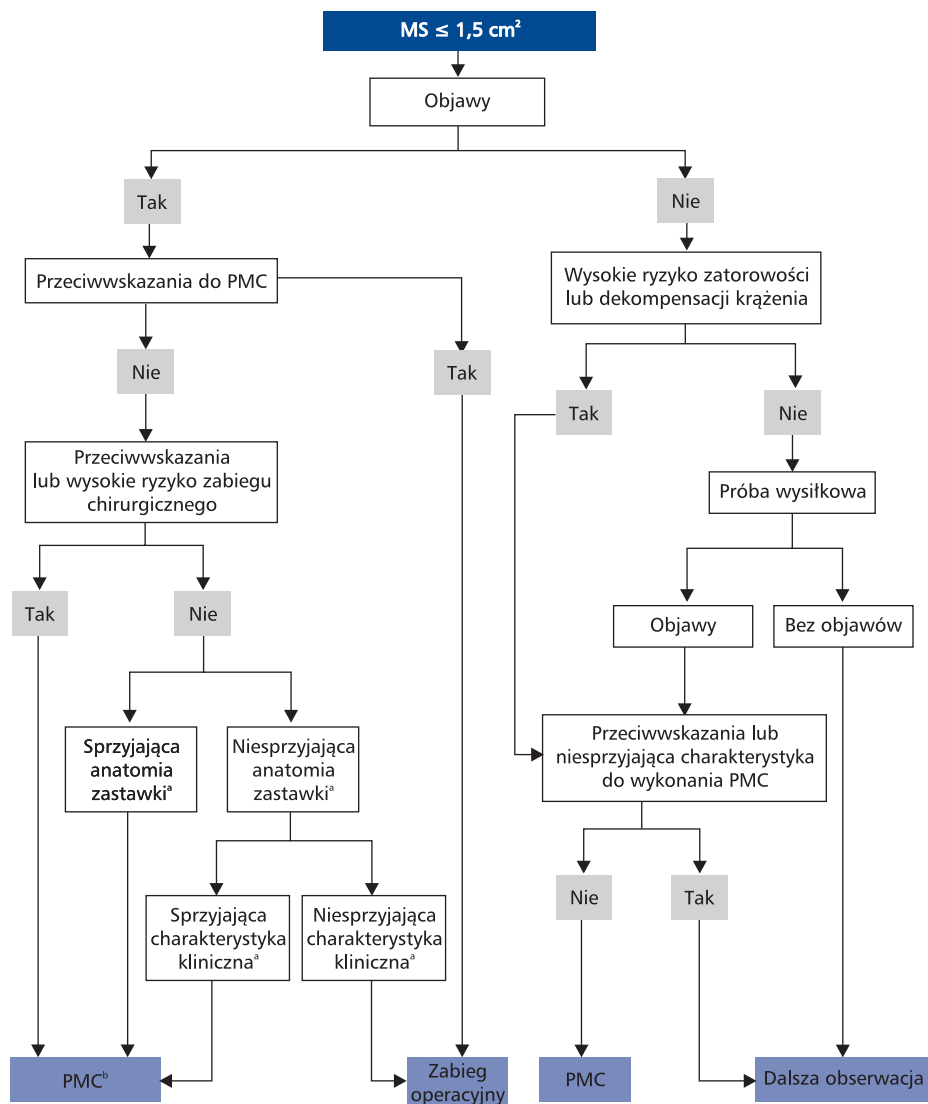 MS ≤ 1,5 cm²
Objawy
Tak
Nie
Przeciwwskazania do PMC
Wysokie ryzyko zatorowości
lub dekompensacji krążenia
Nie
Tak
Tak
Nie
Przeciwwskazania
lub wysokie ryzyko zabiegu
chirurgicznego
Próba wysiłkowa
Tak
Nie
Objawy
Bez objawów
Sprzyjająca
anatomia
zastawkiᵃ
Niesprzyjająca
anatomia
zastawkiᵃ
Przeciwwskazania lub
niesprzyjająca charakterystyka
do wykonania PMC
Sprzyjająca
charakterystyka
klinicznaᵃ
Niesprzyjająca
charakterystyka
klinicznaᵃ
Nie
Tak
PMCᵇ
Zabieg
operacyjny
PMC
Dalsza obserwacja